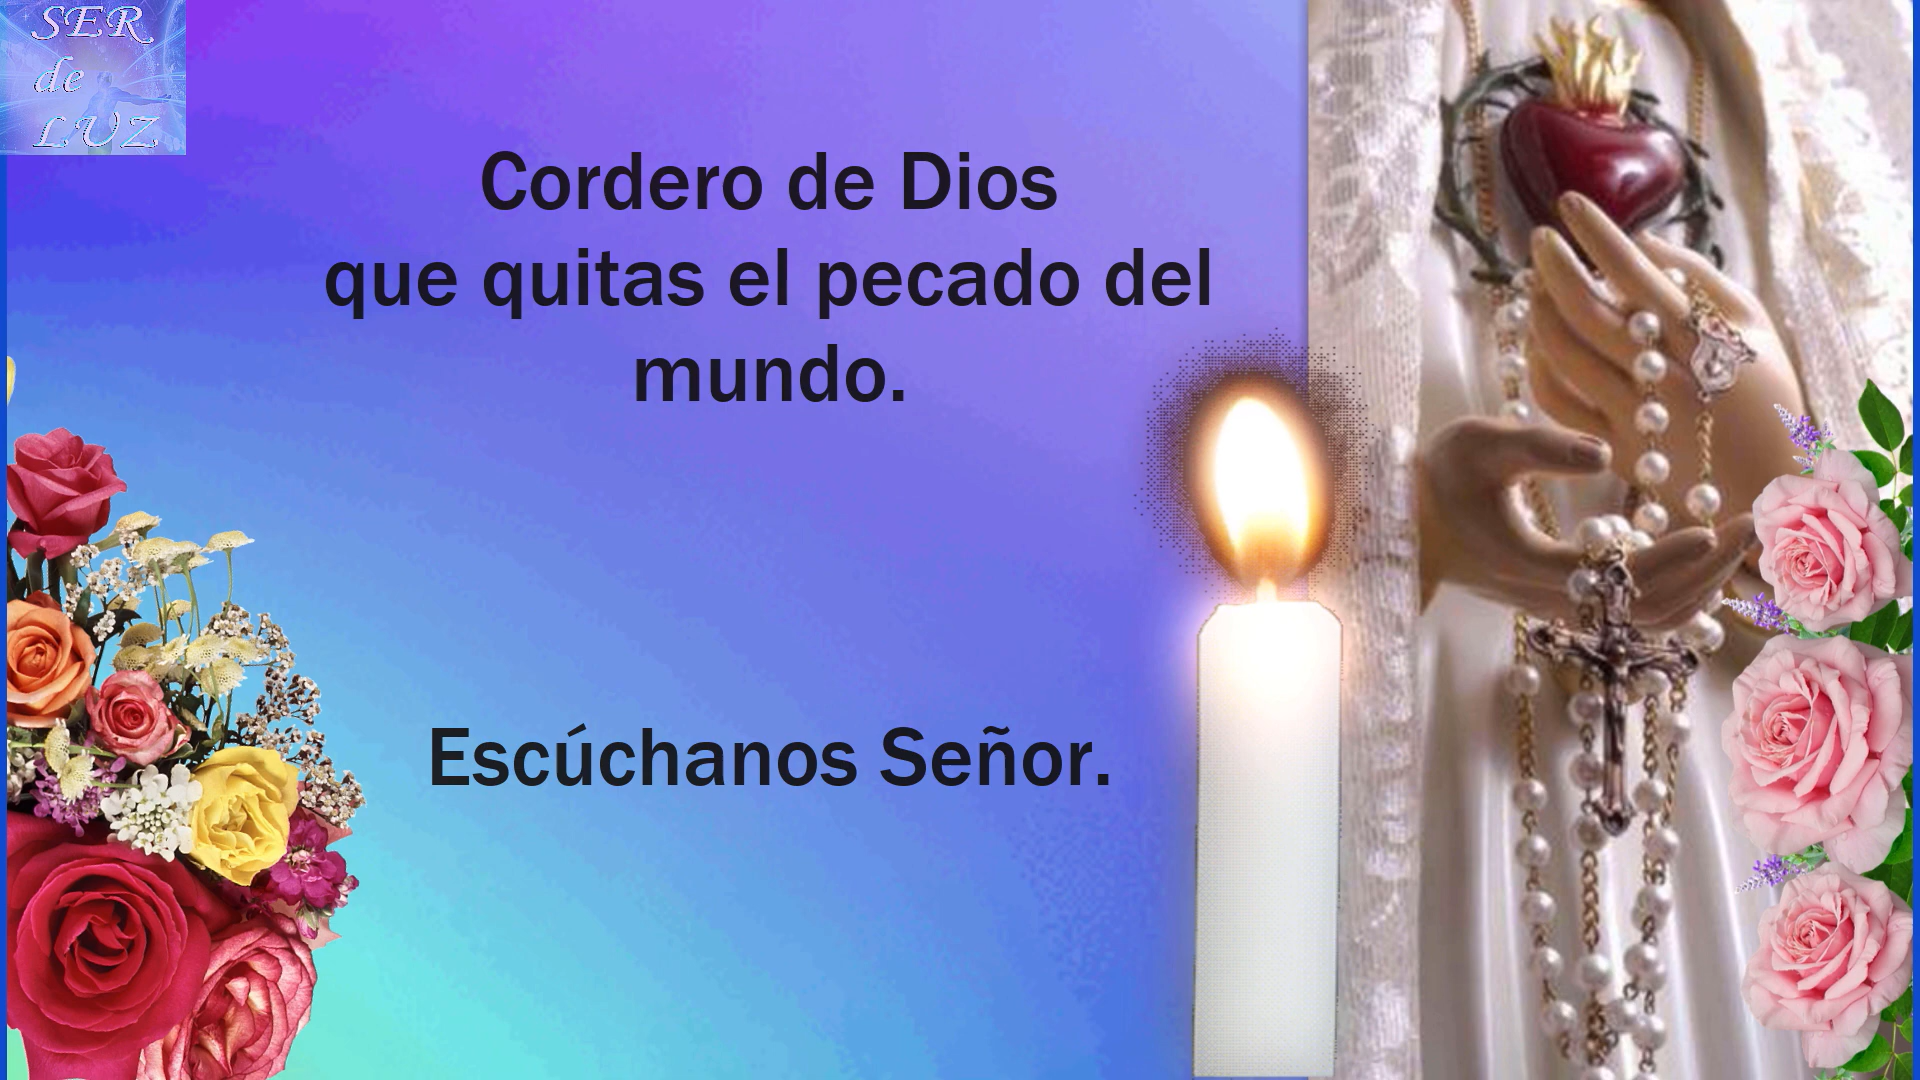 SER
de
LUZ
Cordero de Dios
que quitas el pecado del
mundo.
Escúchanos Señor.